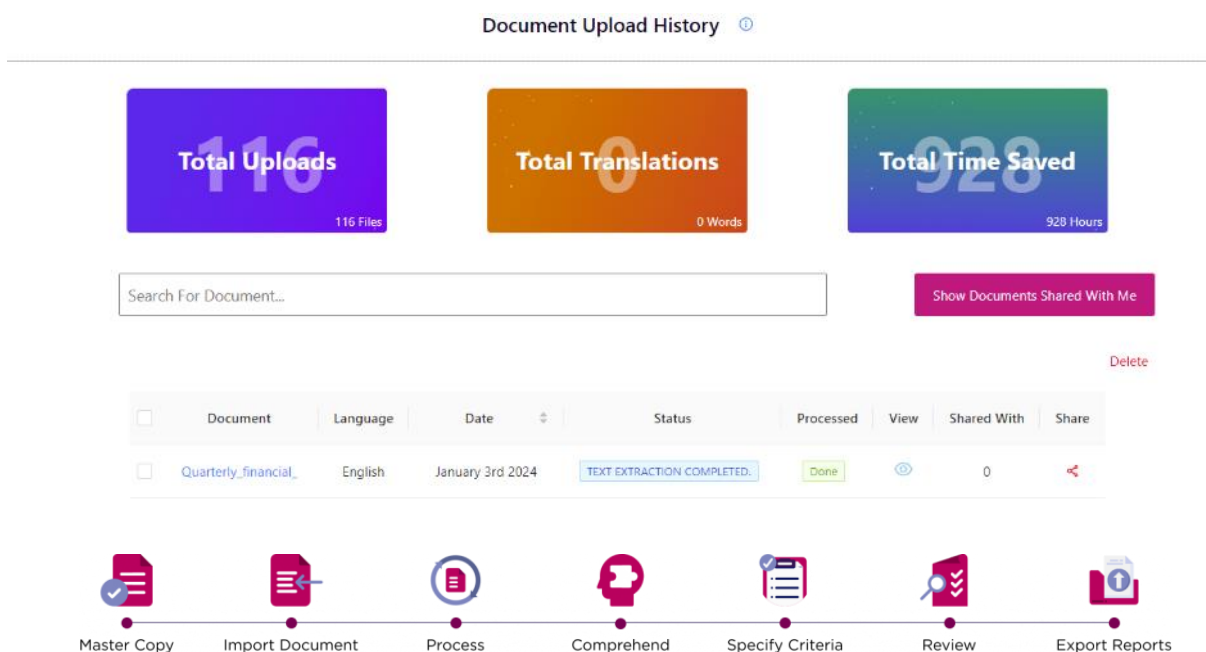 Document Upload History
116
Total Uploads
116 Files
0
Total Translations
0 Words
928
Total Time Saved
928 Hours
Search For Document...
Show Documents Shared With Me
Delete
Document Language Date Status Processed View Shared With Share
Quarterly_financial_ English January 3rd 2024 TEXT EXTRACTION COMPLETED. Done 0
Master Copy Import Document Process Comprehend Specify Criteria Review Export Reports